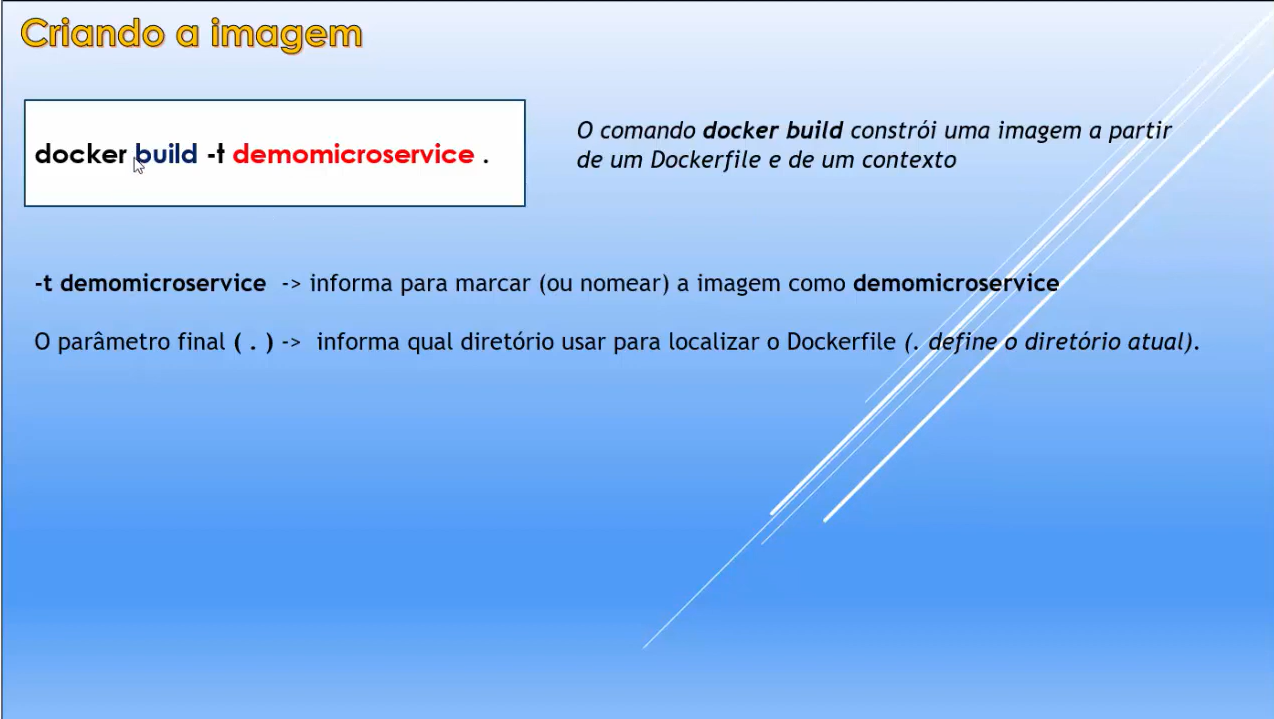 Criando a imagem
docker build -t demomicroservice .
O comando docker build constrói uma imagem a partir
de um Dockerfile e de um contexto
-t demomicroservice -> informa para marcar (ou nomear) a imagem como demomicroservice
O parâmetro final ( . ) -> informa qual diretório usar para localizar o Dockerfile (. define o diretório atual).